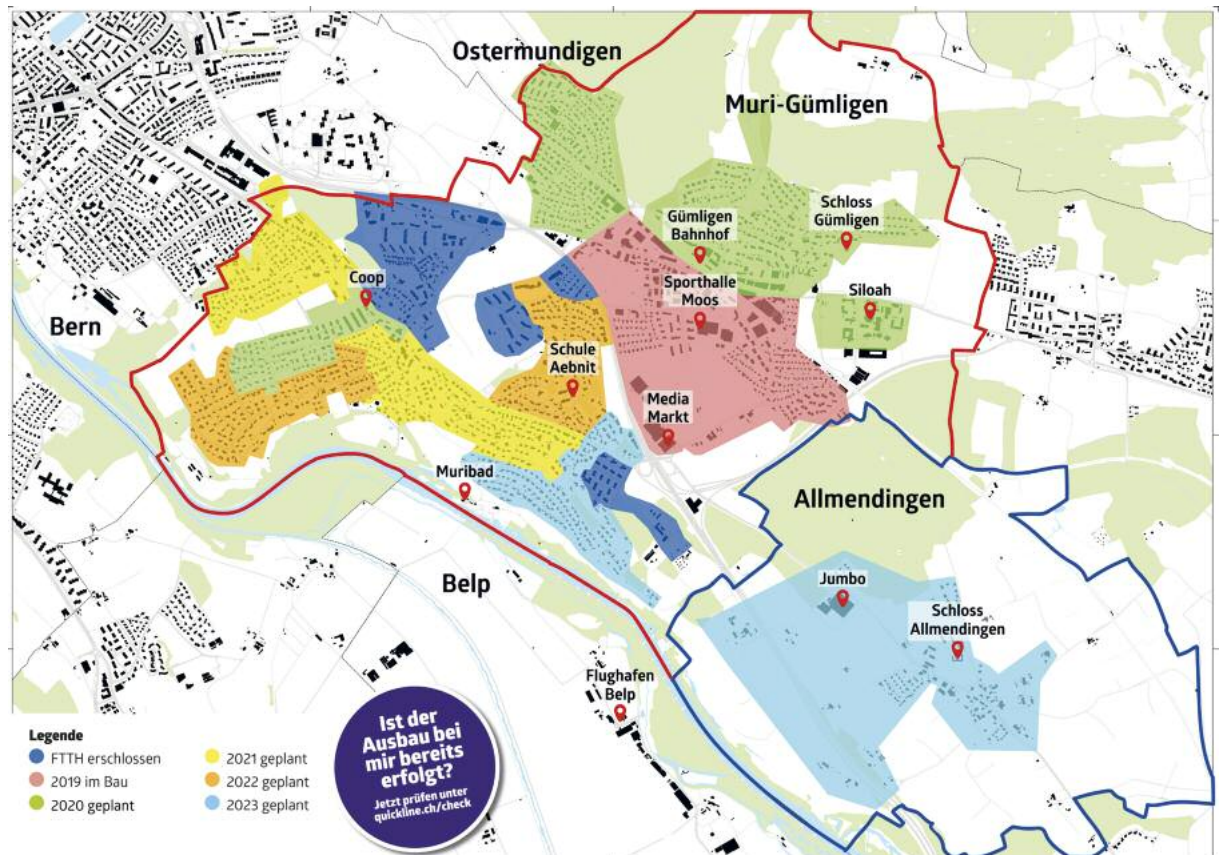 Ostermundigen
Muri-Gümligen
Schloss
Gümligen
Gümligen
Bahnhof
Coop
Sporthalle
Moos
Siloah
Bern
Schule
Aebnit
Media
Markt
Muribad
Allmendingen
Belp
Jumbo
Schloss
Allmendingen
Flughafen
Belp
Ist der
Ausbau bei
mir bereits
erfolgt?
Jetzt prüfen unter
quickline.ch/check
Legende
FTTH erschlossen
2019 im Bau
2020 geplant
2021 geplant
2022 geplant
2023 geplant